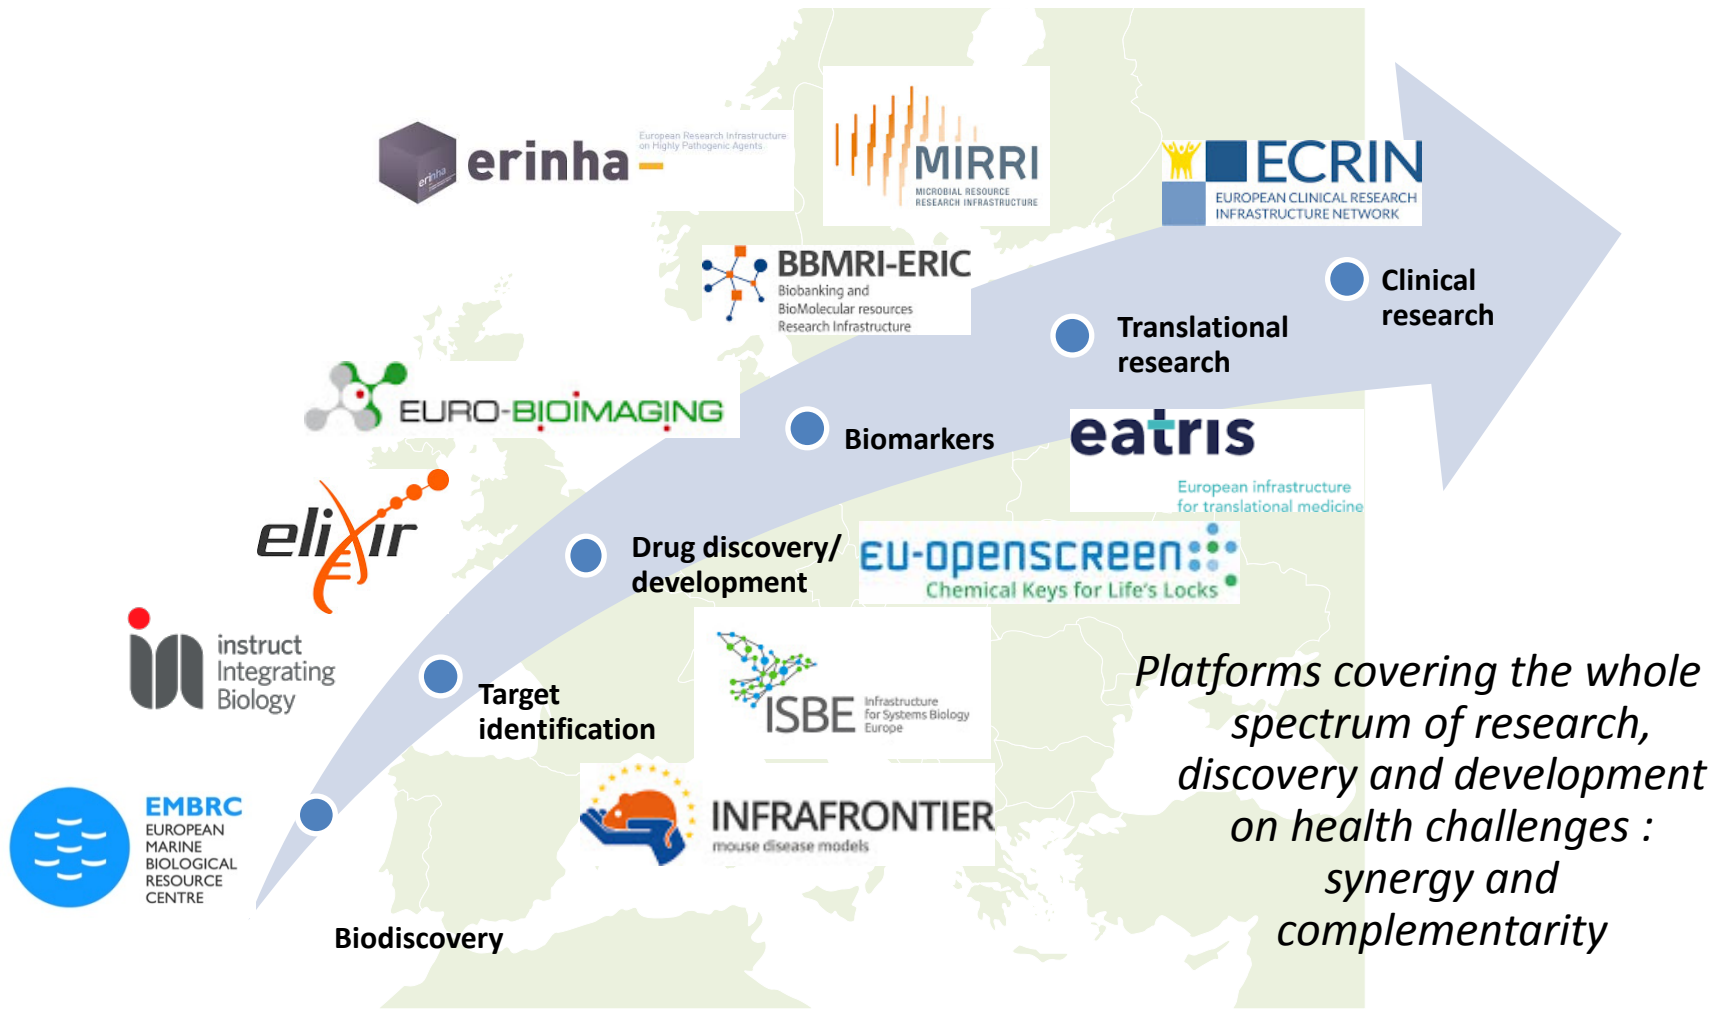 erinha
European Research Infrastructure
on Highly Pathogenic Agents
erinha
MIRRI
MICROBIAL RESOURCE
RESEARCH INFRASTRUCTURE
ECRIN
EUROPEAN CLINICAL RESEARCH
INFRASTRUCTURE NETWORK
BBMRI-ERIC
Biobanking and
BioMolecular resources
Research Infrastructure
Clinical
research
Translational
research
EURO-BIOIMAGING
Biomarkers
eatris
European infrastructure
for translational medicine
elixir
Drug discovery/
development
EU-OPENSCREEN
Chemical Keys for Life's Locks
instruct
Integrating
Biology
Target
identification
ISBE
Infrastructure
for Systems Biology
Europe
Platforms covering the whole
spectrum of research,
discovery and development
on health challenges :
synergy and
complementarity
EMBRC
EUROPEAN
MARINE
BIOLOGICAL
RESOURCE
CENTRE
INFRAFRONTIER
mouse disease models
Biodiscovery